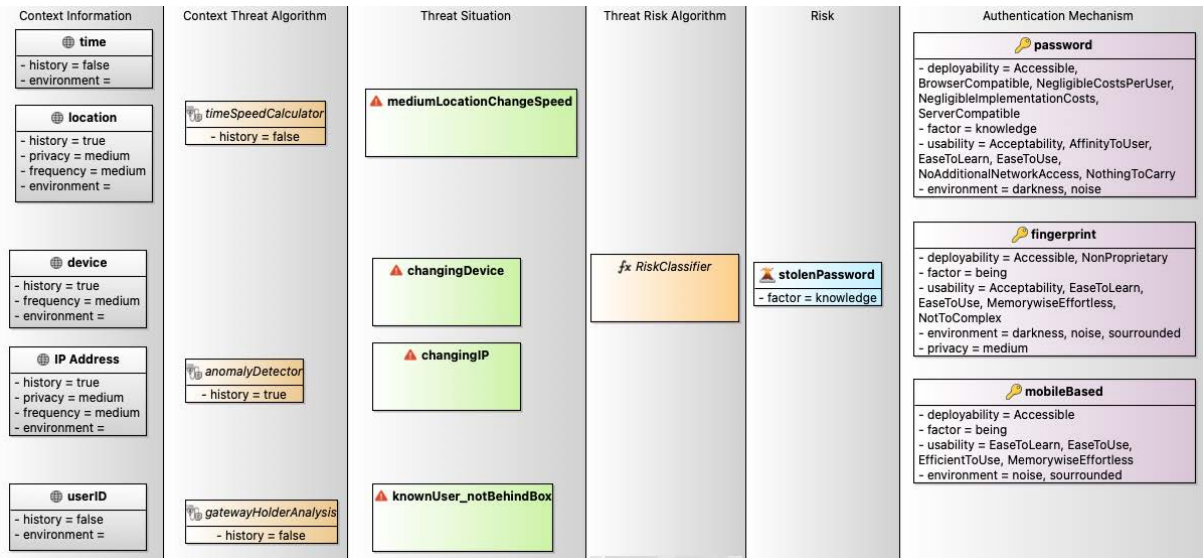 Context Information
time
- history = false
- environment =
location
- history = true
- privacy = medium
- frequency = medium
- environment =
device
- history = true
- frequency = medium
- environment =
IP Address
- history = true
- privacy = medium
- frequency = medium
- environment =
userID
- history = false
- environment =
Context Threat Algorithm
timeSpeedCalculator
- history = false
anomalyDetector
- history = true
gatewayHolderAnalysis
- history = false
Threat Situation
mediumLocationChangeSpeed
changingDevice
changingIP
knownUser_notBehindBox
Threat Risk Algorithm
fx RiskClassifier
Risk
stolenPassword
- factor = knowledge
Authentication Mechanism
password
- deployability = Accessible,
BrowserCompatible, NegligibleCostsPerUser,
NegligibleImplementationCosts,
ServerCompatible
- factor = knowledge
- usability = Acceptability, AffinityToUser,
EaseToLearn, EaseToUse,
NoAdditionalNetworkAccess, NothingToCarry
- environment = darkness, noise
fingerprint
- deployability = Accessible, NonProprietary
- factor = being
- usability = Acceptability, EaseToLearn,
EaseToUse, MemorywiseEffortless,
NotToComplex
- environment = darkness, noise, sourrounded
- privacy = medium
mobileBased
- deployability = Accessible
- factor = being
- usability = EaseToLearn, EaseToUse,
EfficientToUse, MemorywiseEffortless
- environment = noise, sourrounded